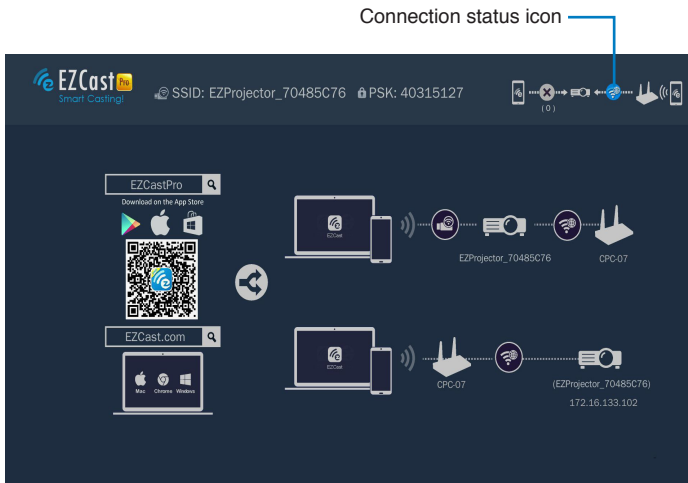 Connection status icon
EZCast Pro
Smart Casting!
SSID: EZProjector_70485C76 PSK: 40315127
( 0 )
EZCastPro
Download on the App Store
EZCast.com
Mac Chrome Windows
EZCast
EZProjector_70485C76
CPC-07
EZCast
CPC-07
(EZProjector_70485C76)
172.16.133.102